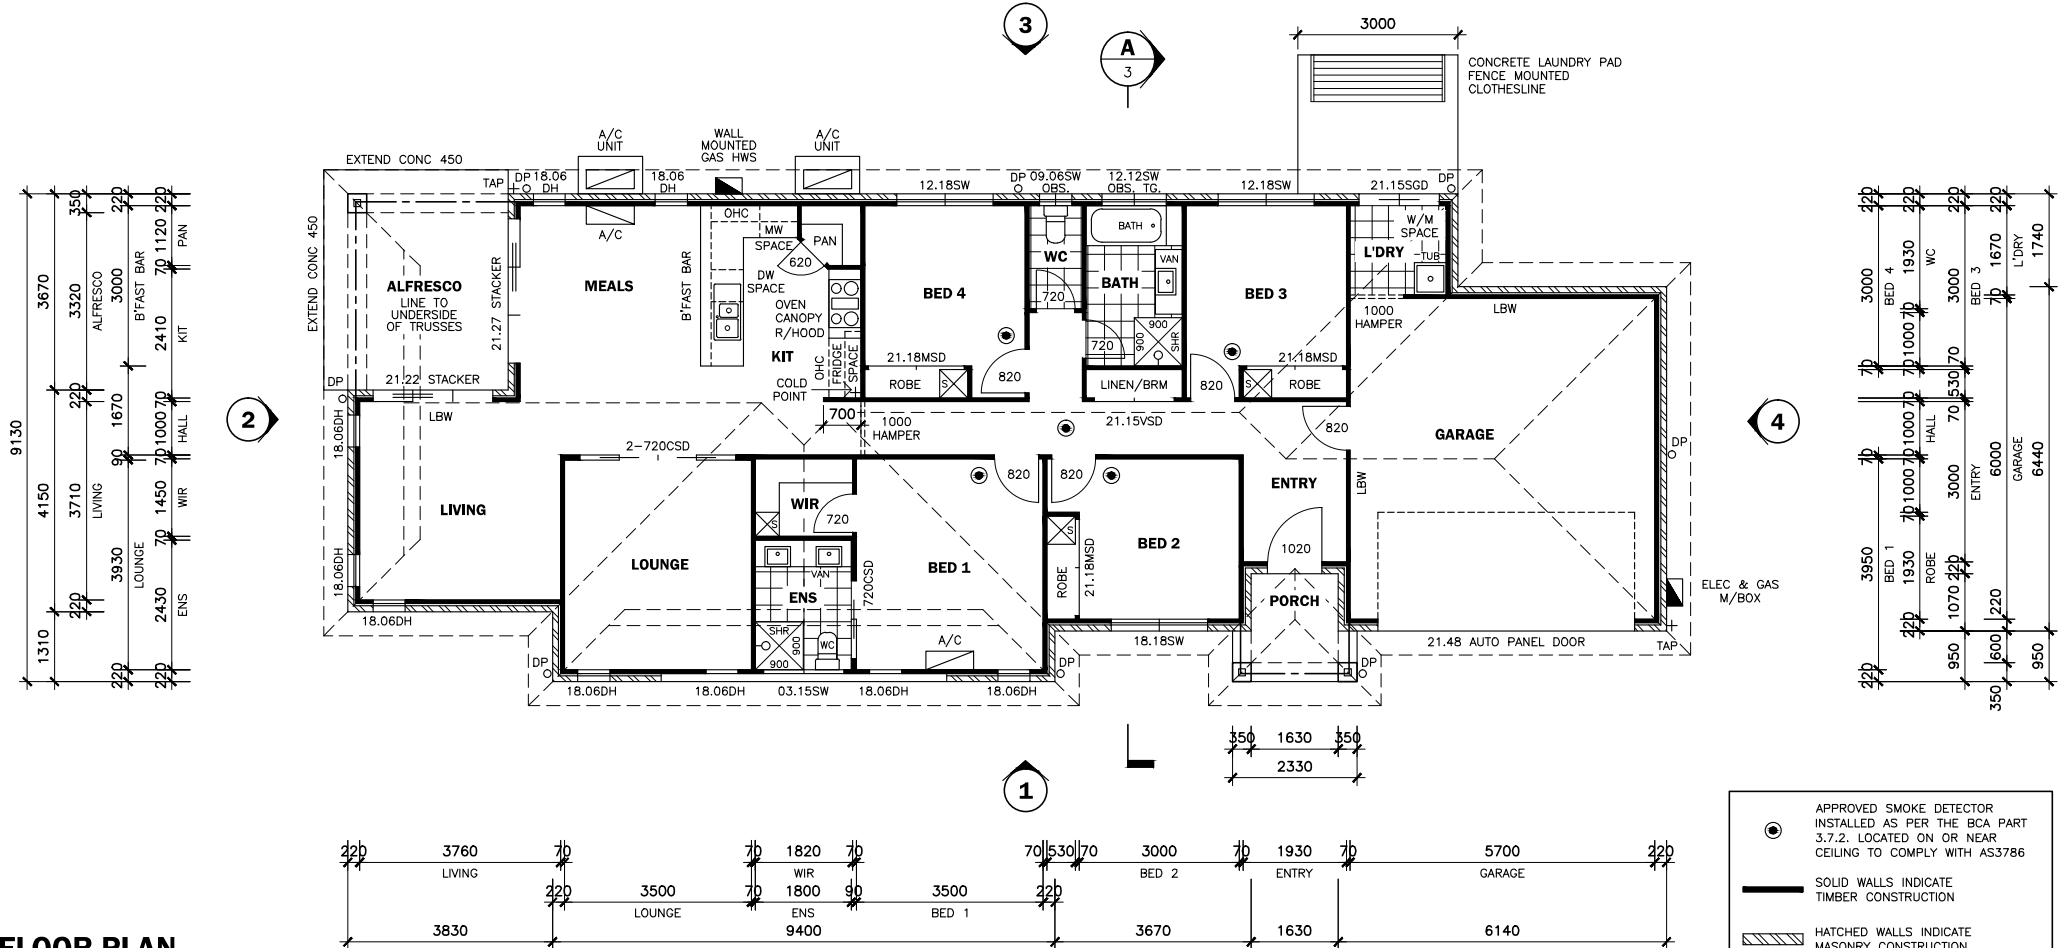 3
A
3
3000
CONCRETE LAUNDRY PAD
FENCE MOUNTED
CLOTHESLINE
EXTEND CONC 450
EXTEND CONC 450
A/C
UNIT
WALL
MOUNTED
GAS HWS
A/C
UNIT
TAP
DP
18.06
DH
18.06
DH
12.18SW
DP
09.06SW
OBS.
12.12SW
OBS. TG.
12.18SW
21.15SGD
DP
A/C
OHC
MW
SPACE
PAN
620
DW
SPACE
OVEN
CANOPY
R/HOOD
KIT
B'FAST BAR
OHC
FRIDGE
SPACE
COLD
POINT
ALFRESCO
LINE TO
UNDERSIDE
OF TRUSSES
21.27 STACKER
MEALS
BED 4
WC
720
BATH
BATH
VAN
900
900
SHR
720
BED 3
L'DRY
W/M
SPACE
TUB
1000
HAMPER
LBW
21.18MSD
ROBE
S
820
LINEN/BRM
820
S
21.18MSD
ROBE
DP
21.22 STACKER
LBW
18.06DH
700
1000
HAMPER
21.15VSD
820
GARAGE
LBW
DP
2
4
2-720CSD
LIVING
18.06DH
18.06DH
LOUNGE
WIR
S
720
ENS
VAN
SHR
900
900
WC
720CSD
BED 1
A/C
820
820
S
ROBE
21.18MSD
BED 2
18.18SW
ENTRY
1020
PORCH
21.48 AUTO PANEL DOOR
ELEC & GAS
M/BOX
TAP
DP
DP
DP
18.06DH
18.06DH
03.15SW
18.06DH
18.06DH
1
9130
3670
4150
1310
350
3320
ALFRESCO
220
3710
LIVING
220
220
3000
B'FAST BAR
1670
90
3930
LOUNGE
220
220
1120
PAN
70
2410
KIT
70
1000
HALL
70
1450
WIR
70
2430
ENS
220
220
3000
BED 4
70
3950
BED 1
220
220
1930
WC
70
1000
70
1000
HALL
70
1000
70
1930
ROBE
220
220
3000
BED 3
70
530
70
3000
ENTRY
220
1070
950
220
1670
L'DRY
70
6000
GARAGE
220
600
350
1740
6440
950
350
1630
350
2330
220
3760
LIVING
70
70
1820
WIR
70
70
530
70
3000
BED 2
70
1930
ENTRY
70
5700
GARAGE
220
220
3500
LOUNGE
70
1800
ENS
90
3500
BED 1
220
3830
9400
3670
1630
6140
FLOOR PLAN
APPROVED SMOKE DETECTOR
INSTALLED AS PER THE BCA PART
3.7.2. LOCATED ON OR NEAR
CEILING TO COMPLY WITH AS3786
SOLID WALLS INDICATE
TIMBER CONSTRUCTION
HATCHED WALLS INDICATE
MASONRY CONSTRUCTION